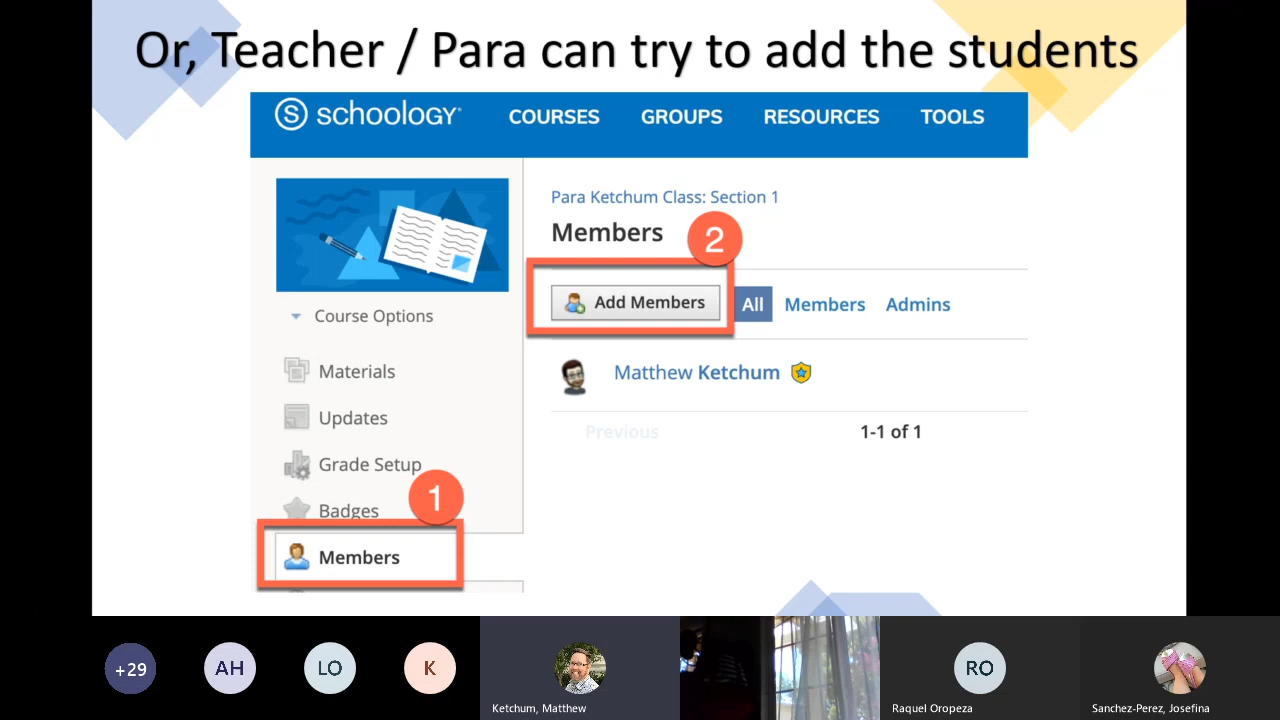 Or, Teacher / Para can try to add the students
S schoology
COURSES
GROUPS
RESOURCES
TOOLS
Para Ketchum Class: Section 1
Members
2
Add Members
All
Members
Admins
Course Options
Materials
Updates
Grade Setup
Badges
1
Members
Matthew Ketchum
Previous
1-1 of 1
+29
AH
LO
K
Ketchum, Matthew
RO
Raquel Oropeza
Sanchez-Perez, Josefina